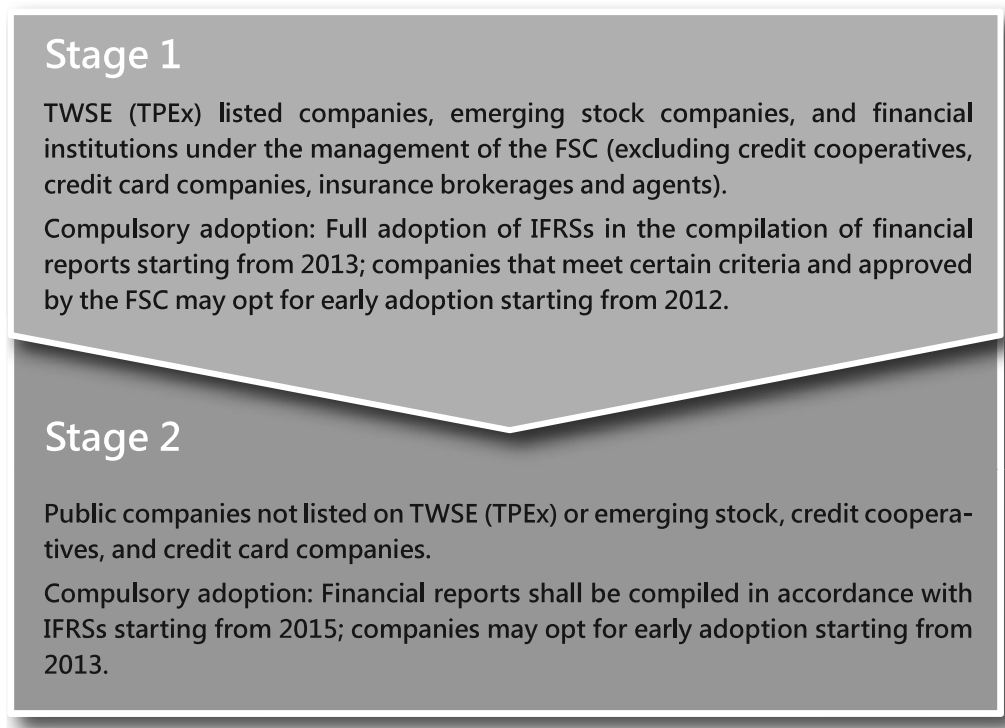 Stage 1
TWSE (TPEx) listed companies, emerging stock companies, and financial
institutions under the management of the FSC (excluding credit cooperatives,
credit card companies, insurance brokerages and agents).
Compulsory adoption: Full adoption of IFRSs in the compilation of financial
reports starting from 2013; companies that meet certain criteria and approved
by the FSC may opt for early adoption starting from 2012.
Stage 2
Public companies not listed on TWSE (TPEx) or emerging stock, credit coopera-
tives, and credit card companies.
Compulsory adoption: Financial reports shall be compiled in accordance with
IFRSs starting from 2015; companies may opt for early adoption starting from
2013.